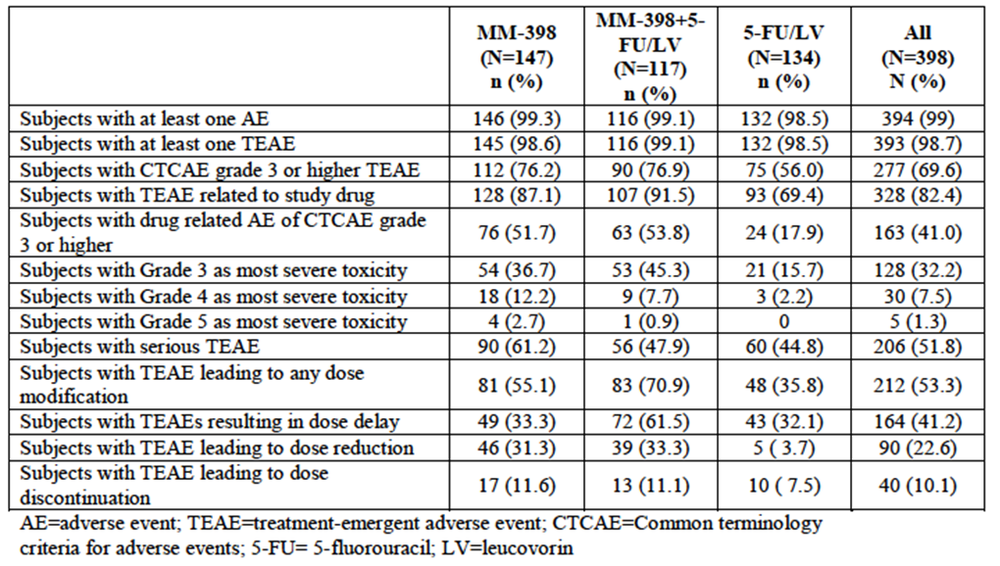 MM-398 (N=147) n (%) MM-398+5-FU/LV (N=117) n (%) 5-FU/LV (N=134) n (%) All (N=398) N (%)
Subjects with at least one AE 146 (99.3) 116 (99.1) 132 (98.5) 394 (99)
Subjects with at least one TEAE 145 (98.6) 116 (99.1) 132 (98.5) 393 (98.7)
Subjects with CTCAE grade 3 or higher TEAE 112 (76.2) 90 (76.9) 75 (56.0) 277 (69.6)
Subjects with TEAE related to study drug 128 (87.1) 107 (91.5) 93 (69.4) 328 (82.4)
Subjects with drug related AE of CTCAE grade 3 or higher 76 (51.7) 63 (53.8) 24 (17.9) 163 (41.0)
Subjects with Grade 3 as most severe toxicity 54 (36.7) 53 (45.3) 21 (15.7) 128 (32.2)
Subjects with Grade 4 as most severe toxicity 18 (12.2) 9 (7.7) 3 (2.2) 30 (7.5)
Subjects with Grade 5 as most severe toxicity 4 (2.7) 1 (0.9) 0 5 (1.3)
Subjects with serious TEAE 90 (61.2) 56 (47.9) 60 (44.8) 206 (51.8)
Subjects with TEAE leading to any dose modification 81 (55.1) 83 (70.9) 48 (35.8) 212 (53.3)
Subjects with TEAEs resulting in dose delay 49 (33.3) 72 (61.5) 43 (32.1) 164 (41.2)
Subjects with TEAE leading to dose reduction 46 (31.3) 39 (33.3) 5 ( 3.7) 90 (22.6)
Subjects with TEAE leading to dose discontinuation 17 (11.6) 13 (11.1) 10 ( 7.5) 40 (10.1)
AE=adverse event; TEAE=treatment-emergent adverse event; CTCAE=Common terminology
criteria for adverse events; 5-FU= 5-fluorouracil; LV=leucovorin